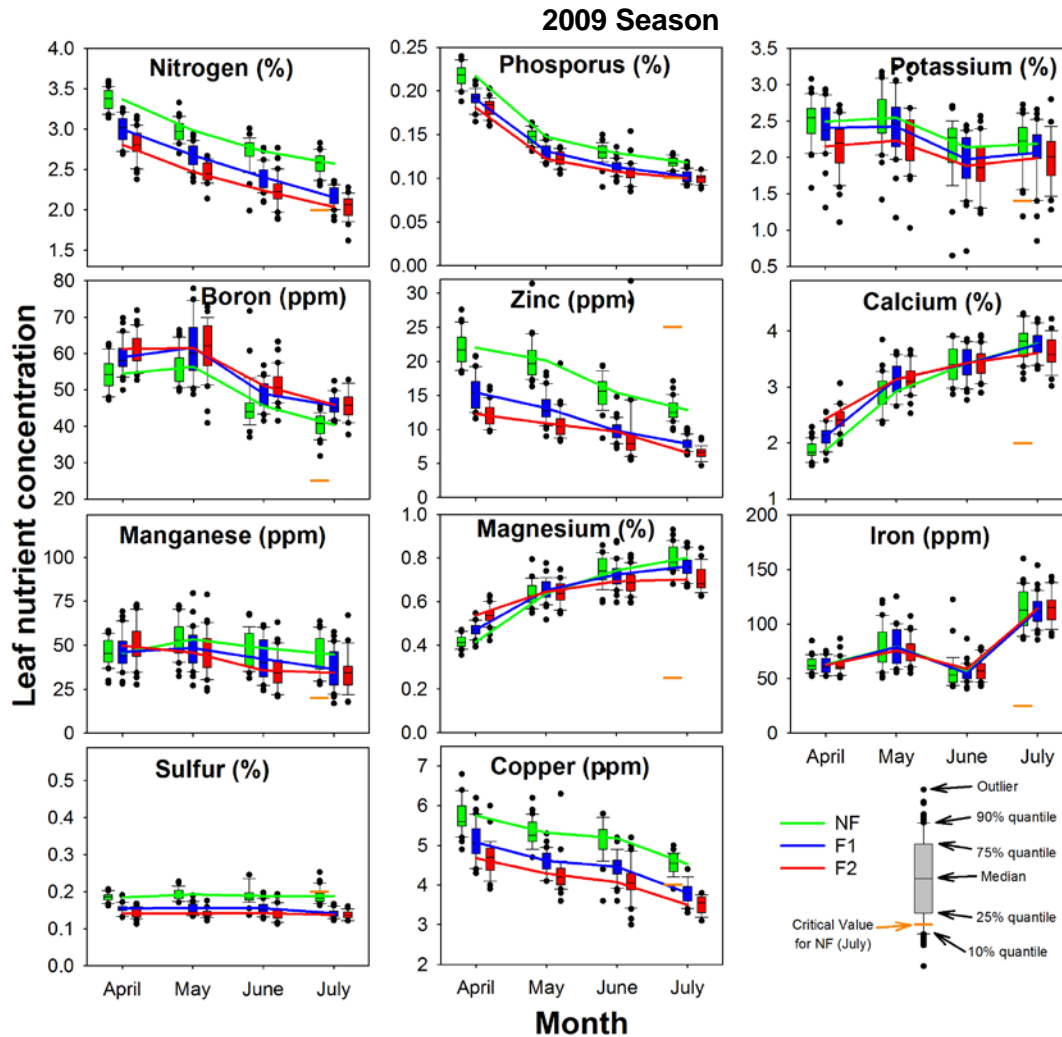 2009 Season
Leaf nutrient concentration
Nitrogen (%)
4.0
3.5
3.0
2.5
2.0
1.5
Phosporus (%)
0.25
0.20
0.15
0.10
0.05
0.00
Potassium (%)
3.5
3.0
2.5
2.0
1.5
1.0
0.5
Boron (ppm)
80
70
60
50
40
30
20
Zinc (ppm)
30
25
20
15
10
5
0
Calcium (%)
4
3
2
1
Manganese (ppm)
100
75
50
25
0
Magnesium (%)
1.0
0.8
0.6
0.4
0.2
0.0
Iron (ppm)
200
150
100
50
0
April May June July
Sulfur (%)
0.5
0.4
0.3
0.2
0.1
0.0
April May June July
Copper (ppm)
7
6
5
4
3
2
April May June July
NF
F1
F2
Critical Value
for NF (July)
Outlier
90% quantile
75% quantile
Median
25% quantile
10% quantile
Month